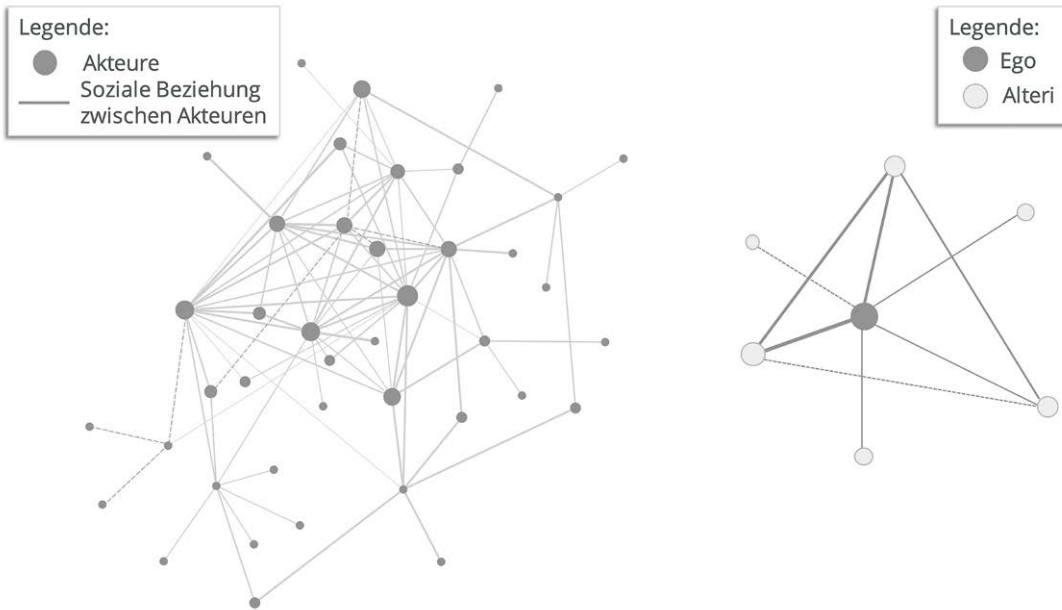 Legende:
Akteure
Soziale Beziehung
zwischen Akteuren
Legende:
Ego
Alteri